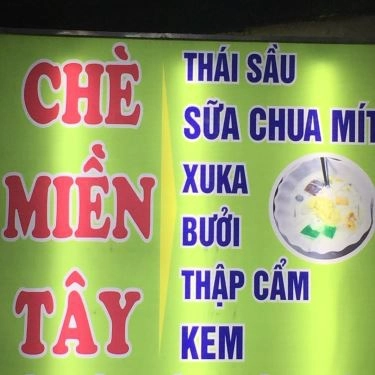 CHÈ
MIỀN
TÂY
THÁI SẦU
SỮA CHUA MÍT
XUKA
BƯỞI
THẬP CẨM
KEM